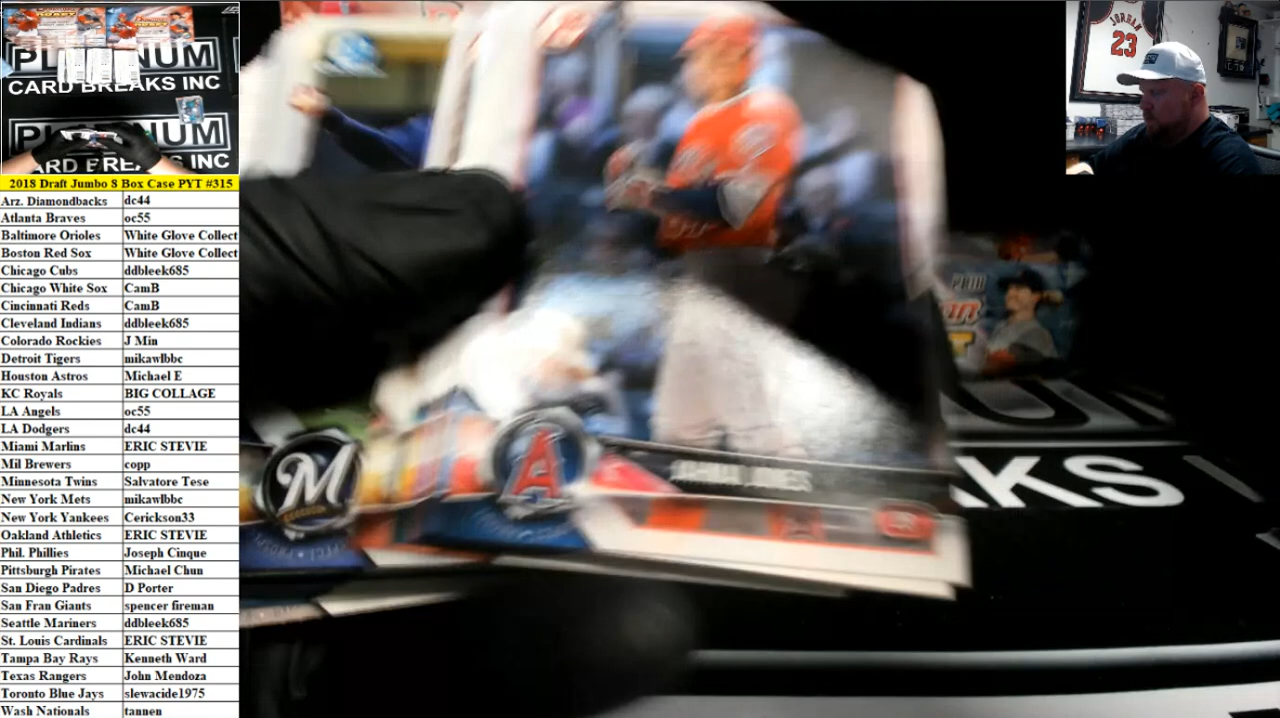 PLATINUM
CARD BREAKS INC
PLATINUM
CARD BREAKS INC
2018 Draft Jumbo 8 Box Case PYT #315
Arz. Diamondbacks dc44
Atlanta Braves oc55
Baltimore Orioles White Glove Collect
Boston Red Sox White Glove Collect
Chicago Cubs ddbleek685
Chicago White Sox CamB
Cincinnati Reds CamB
Cleveland Indians ddbleek685
Colorado Rockies J Min
Detroit Tigers mikawlbbc
Houston Astros Michael E
KC Royals BIG COLLAGE
LA Angels oc55
LA Dodgers dc44
Miami Marlins ERIC STEVIE
Mil Brewers copp
Minnesota Twins Salvatore Tese
New York Mets mikawlbbc
New York Yankees Cerickson33
Oakland Athletics ERIC STEVIE
Phil. Phillies Joseph Cinque
Pittsburgh Pirates Michael Chun
San Diego Padres D Porter
San Fran Giants spencer fireman
Seattle Mariners ddbleek685
St. Louis Cardinals ERIC STEVIE
Tampa Bay Rays Kenneth Ward
Texas Rangers John Mendoza
Toronto Blue Jays slewacide1975
Wash Nationals tannen
M
A
JONES
AKS
JORDAN
23